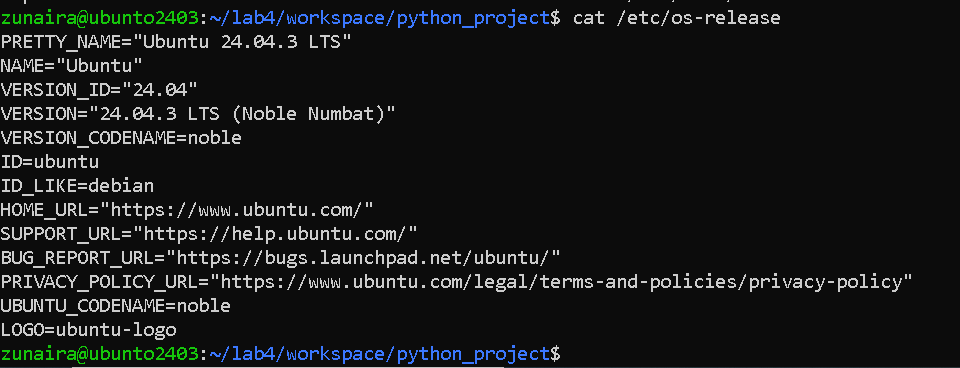 zunaira@ubunto2403:~/lab4/workspace/python_project$ cat /etc/os-release
PRETTY_NAME="Ubuntu 24.04.3 LTS"
NAME="Ubuntu"
VERSION_ID="24.04"
VERSION="24.04.3 LTS (Noble Numbat)"
VERSION_CODENAME=noble
ID=ubuntu
ID_LIKE=debian
HOME_URL="https://www.ubuntu.com/"
SUPPORT_URL="https://help.ubuntu.com/"
BUG_REPORT_URL="https://bugs.launchpad.net/ubuntu/"
PRIVACY_POLICY_URL="https://www.ubuntu.com/legal/terms-and-policies/privacy-policy"
UBUNTU_CODENAME=noble
LOGO=ubuntu-logo
zunaira@ubunto2403:~/lab4/workspace/python_project$